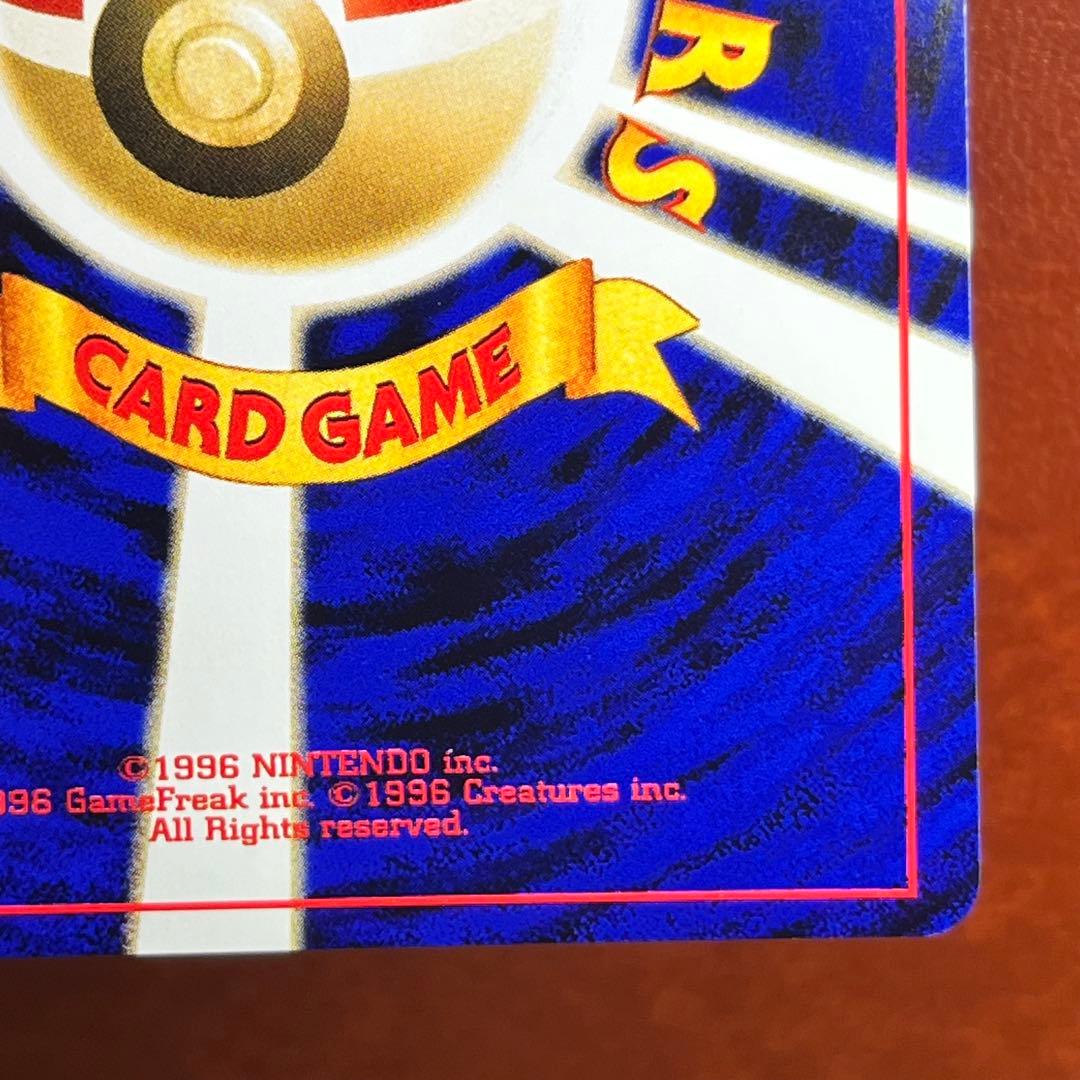 RS
CARD GAME
©1996 NINTENDO inc.
996 GameFreak inc. ©1996 Creatures inc.
All Rights reserved.